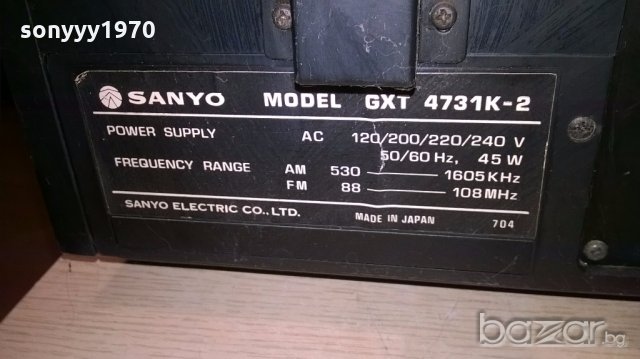 sonyyy1970
SANYO MODEL GXT 4731K-2
POWER SUPPLY AC 120/200/220/240 V
50/60 Hz, 45 W
FREQUENCY RANGE AM 530 1605 KHz
FM 88 108 MHz
SANYO ELECTRIC CO., LTD. MADE IN JAPAN 704
bazar.bg